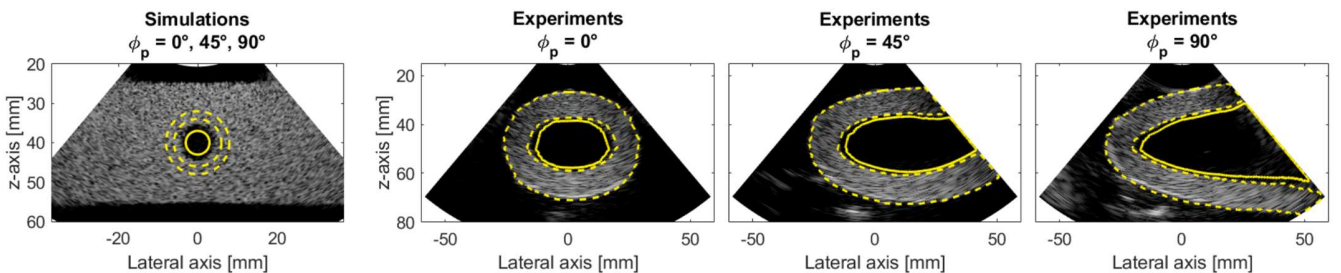 Simulations
ϕp = 0°, 45°, 90°
20
30
40
50
60
z-axis [mm]
-20 0 20
Lateral axis [mm]
Experiments
ϕp = 0°
20
40
60
80
z-axis [mm]
-50 0 50
Lateral axis [mm]
Experiments
ϕp = 45°
-50 0 50
Lateral axis [mm]
Experiments
ϕp = 90°
-50 0 50
Lateral axis [mm]